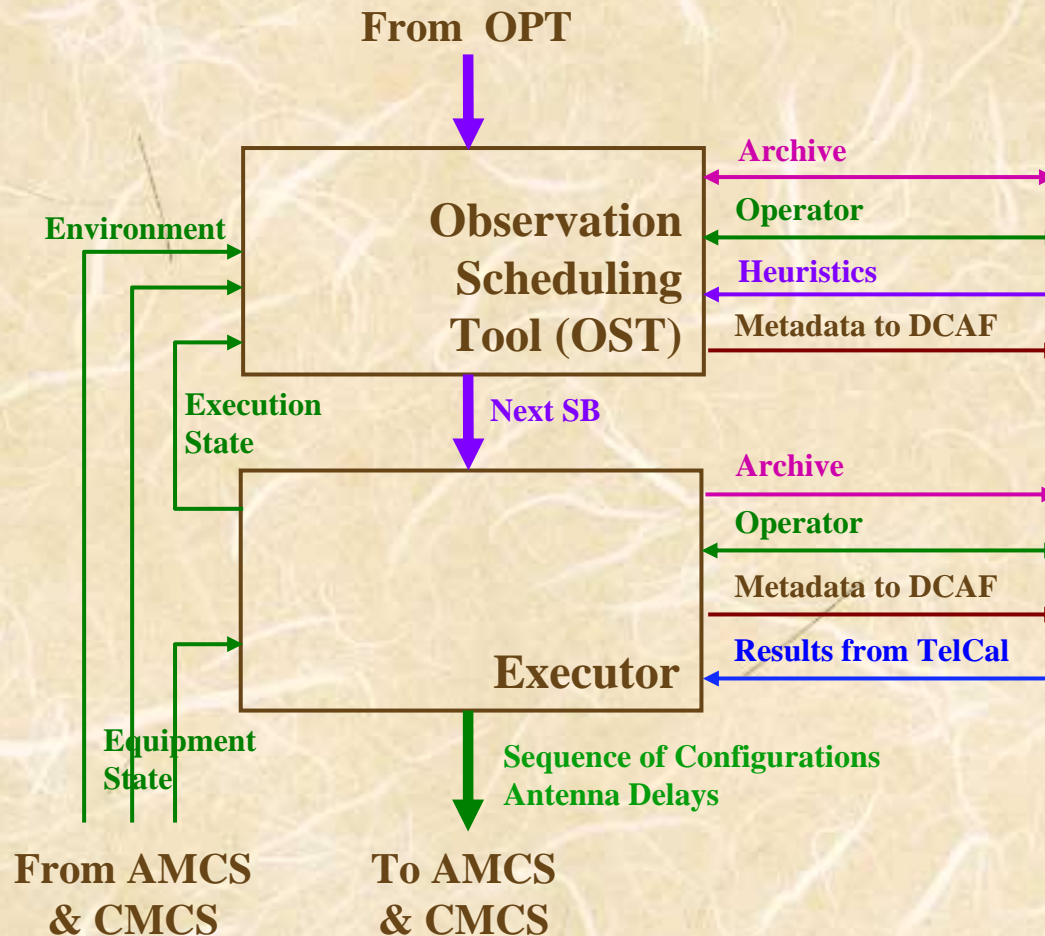 From OPT
Archive
Environment
Observation
Scheduling
Tool (OST)
Operator
Heuristics
Metadata to DCAF
Execution
State
Next SB
Archive
Operator
Metadata to DCAF
Executor
Results from TelCal
Equipment
State
Sequence of Configurations
Antenna Delays
From AMCS
& CMCS
To AMCS
& CMCS